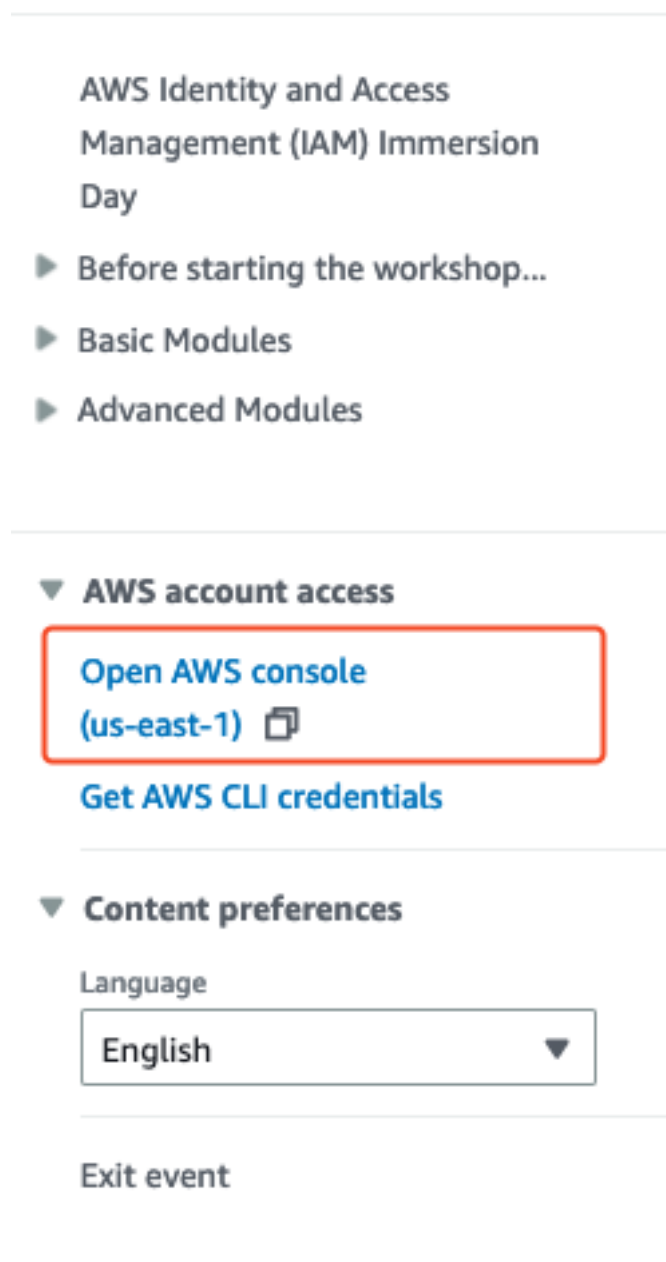 AWS Identity and Access
Management (IAM) Immersion
Day
Before starting the workshop...
Basic Modules
Advanced Modules
AWS account access
Open AWS console
(us-east-1)
Get AWS CLI credentials
Content preferences
Language
English
Exit event